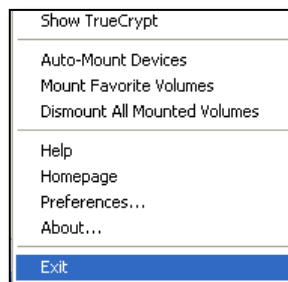 Show TrueCrypt
Auto-Mount Devices
Mount Favorite Volumes
Dismount All Mounted Volumes
Help
Homepage
Preferences...
About...
Exit